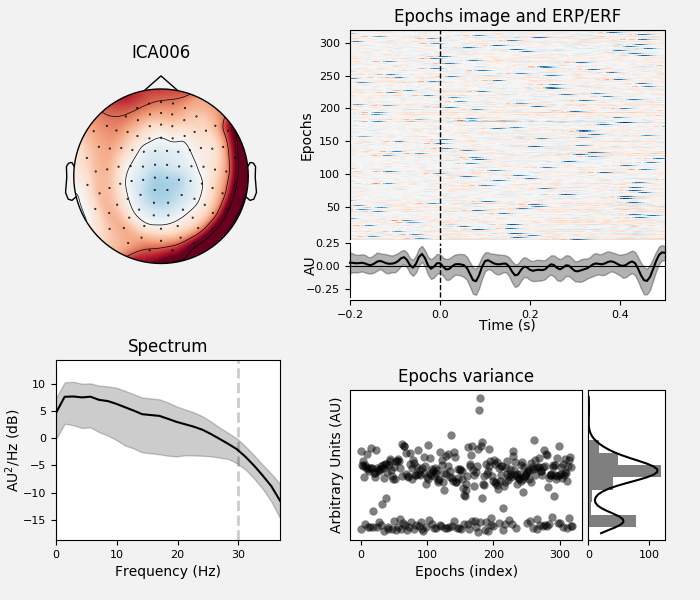 ICA006
Epochs image and ERP/ERF
Epochs
300
250
200
150
100
50
AU
0.25
0.00
−0.25
−0.2
0.0
0.2
0.4
Time (s)
Spectrum
AU²/Hz (dB)
10
5
0
−5
−10
−15
0
10
20
30
Frequency (Hz)
Epochs variance
Arbitrary Units (AU)
0
100
200
300
Epochs (index)
0
100